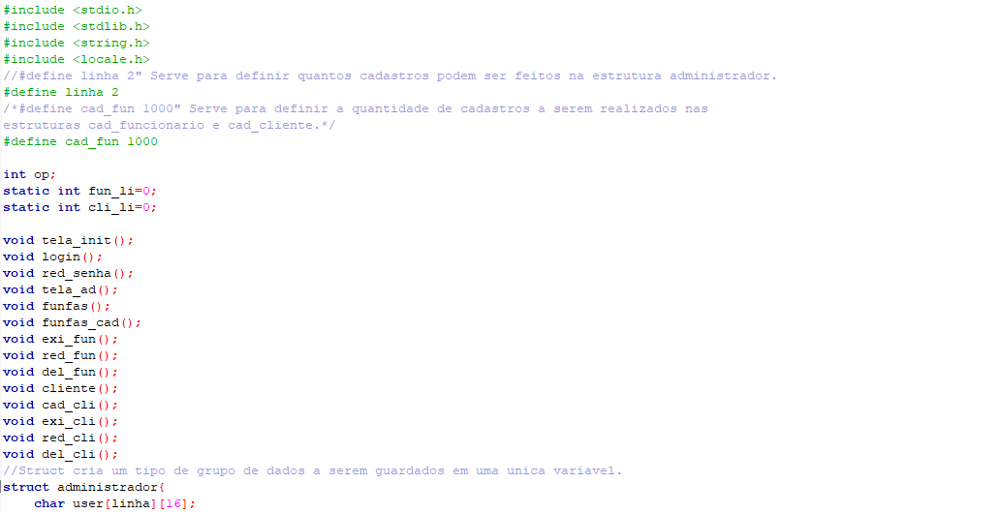 #include <stdio.h>
#include <stdlib.h>
#include <string.h>
#include <locale.h>
//#define linha 2" Serve para definir quantos cadastros podem ser feitos na estrutura administrador.
#define linha 2
/*#define cad_fun 1000" Serve para definir a quantidade de cadastros a serem realizados nas
estruturas cad_funcionario e cad_cliente.*/
#define cad_fun 1000
int op;
static int fun_li=0;
static int cli_li=0;
void tela_init();
void login();
void red_senha();
void tela_ad();
void funfas();
void funfas_cad();
void exi_fun();
void red_fun();
void del_fun();
void cliente();
void cad_cli();
void exi_cli();
void red_cli();
void del_cli();
//Struct cria um tipo de grupo de dados a serem guardados em uma unica variavel.
struct administrador{
    char user[linha][16];